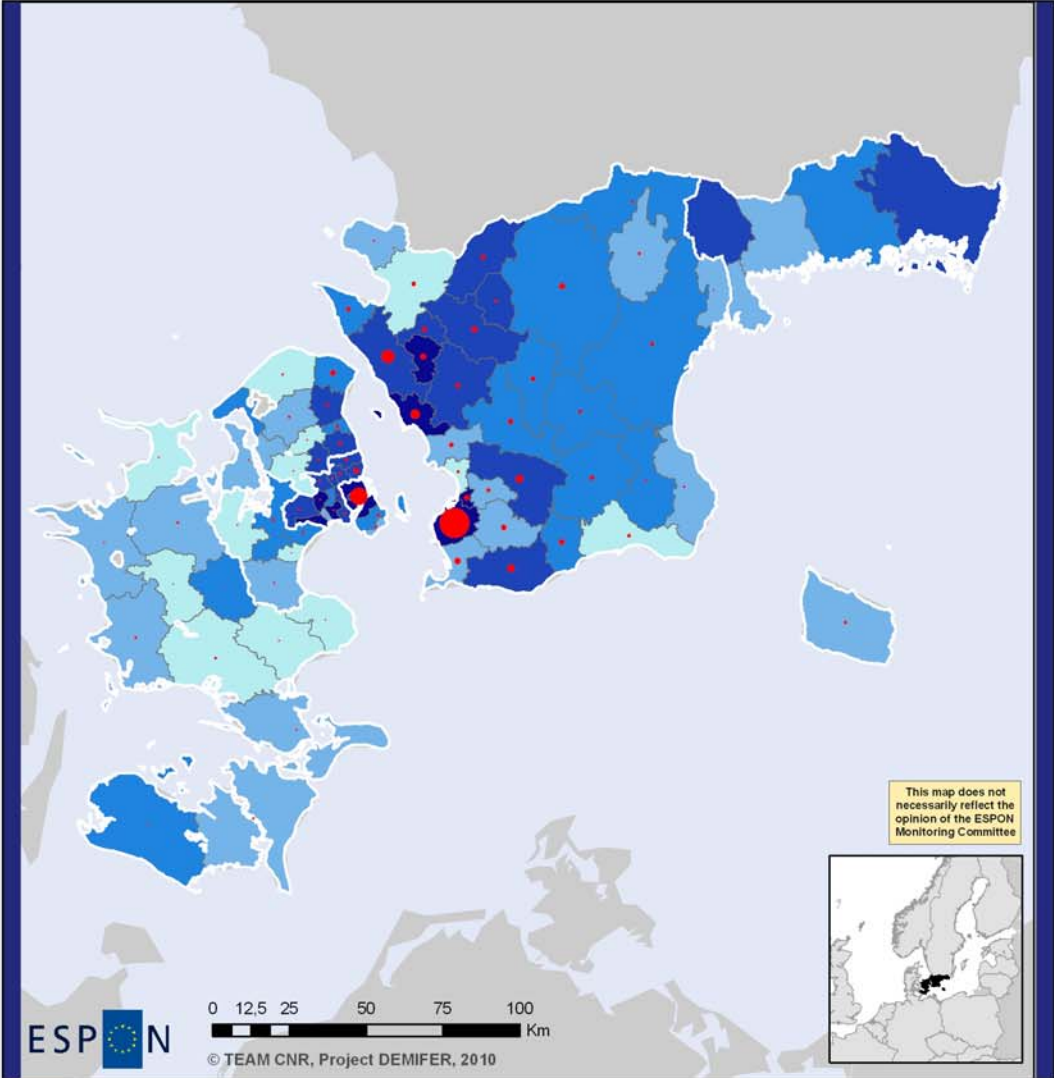 This map does not
necessarily reflect the
opinion of the ESPON
Monitoring Committee
0 12,5 25 50 75 100
Km
ESPON
© TEAM CNR, Project DEMIFER, 2010